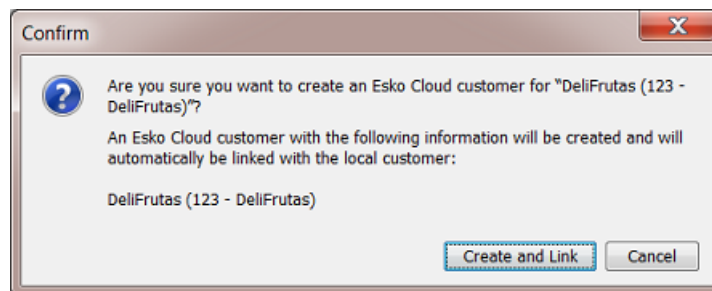 Confirm
Are you sure you want to create an Esko Cloud customer for "DeliFrutas (123 -
DeliFrutas)"?
An Esko Cloud customer with the following information will be created and will
automatically be linked with the local customer:
DeliFrutas (123 - DeliFrutas)
Create and Link
Cancel